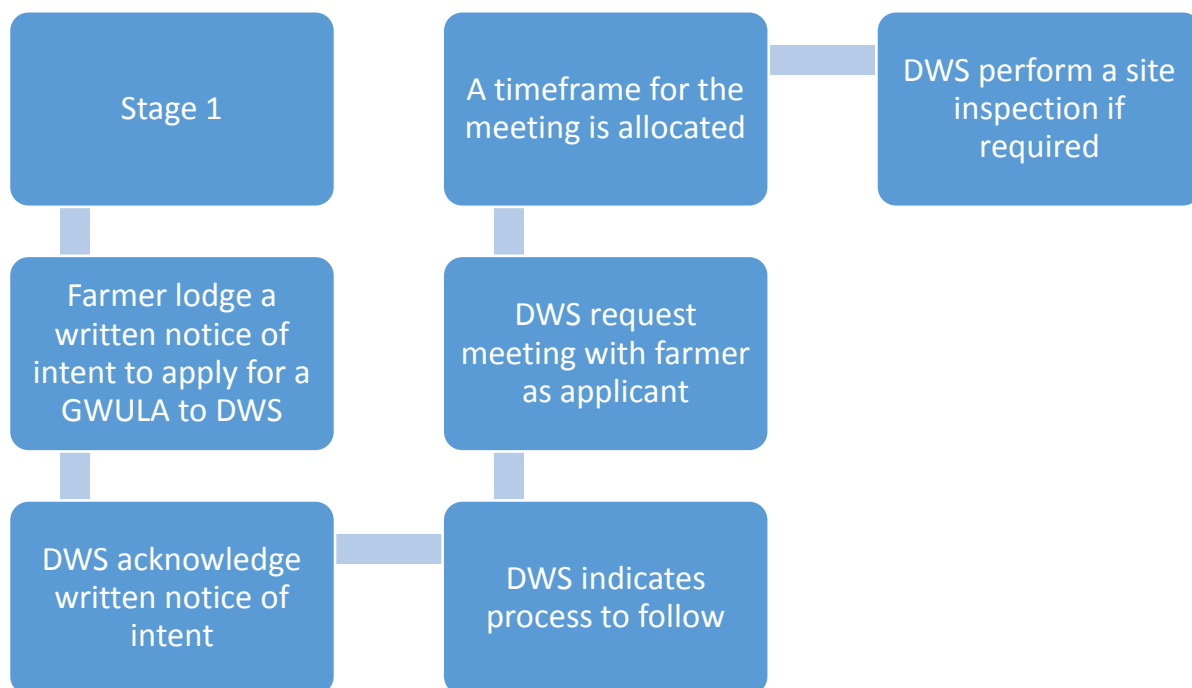 Stage 1
Farmer lodge a
written notice of
intent to apply for a
GWULA to DWS
DWS acknowledge
written notice of
intent
DWS indicates
process to follow
DWS request
meeting with farmer
as applicant
A timeframe for the
meeting is allocated
DWS perform a site
inspection if
required